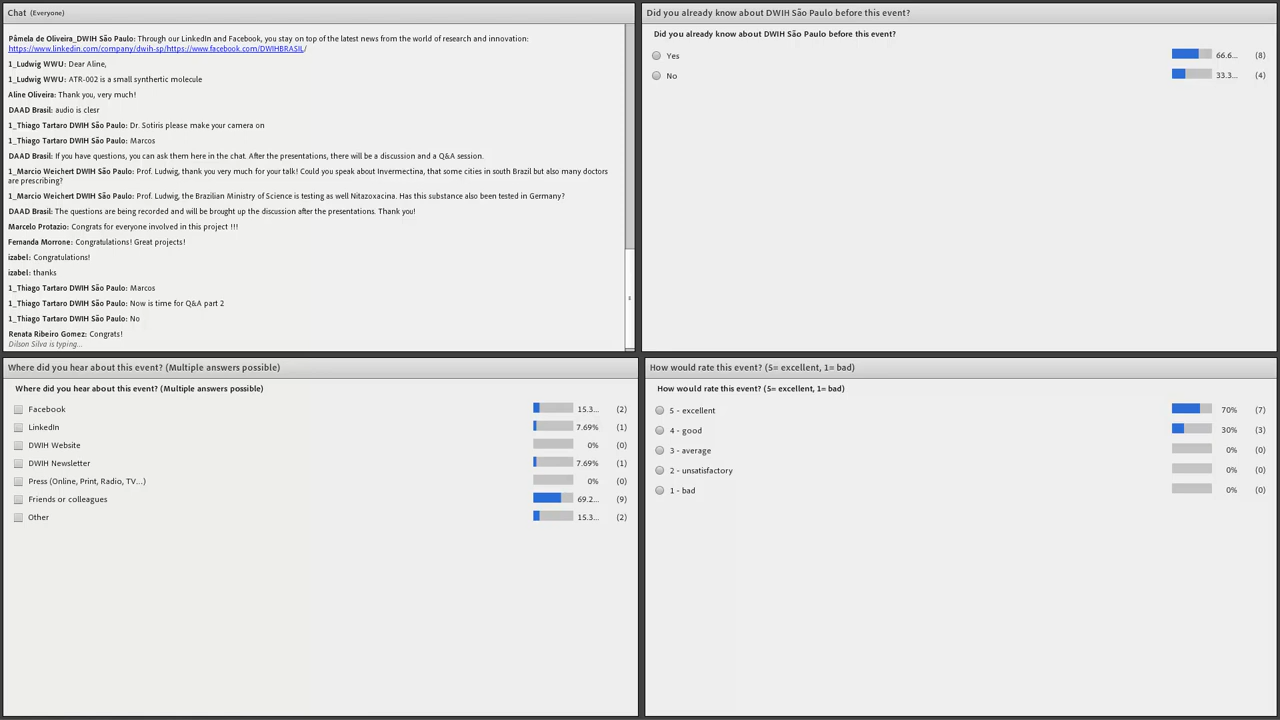 Chat (Everyone)
Pâmela de Oliveira_DWIH São Paulo: Through our LinkedIn and Facebook, you stay on top of the latest news from the world of research and innovation:
https://www.linkedin.com/company/dwih-sp/https://www.facebook.com/DWIHBRASIL/
1_Ludwig WWU: Dear Aline,
1_Ludwig WWU: ATR-002 is a small synthertic molecule
Aline Oliveira: Thank you, very much!
DAAD Brasil: audio is clesr
1_Thiago Tartaro DWIH São Paulo: Dr. Sotiris please make your camera on
1_Thiago Tartaro DWIH São Paulo: Marcos
DAAD Brasil: If you have questions, you can ask them here in the chat. After the presentations, there will be a discussion and a Q&A session.
1_Marcio Weichert DWIH São Paulo: Prof. Ludwig, thank you very much for your talk! Could you speak about Invermectina, that some cities in south Brazil but also many doctors
are prescribing?
1_Marcio Weichert DWIH São Paulo: Prof. Ludwig, the Brazilian Ministry of Science is testing as well Nitazoxacina. Has this substance also been tested in Germany?
DAAD Brasil: The questions are being recorded and will be brought up the discussion after the presentations. Thank you!
Marcelo Protazio: Congrats for everyone involved in this project !!!
Fernanda Morrone: Congratulations! Great projects!
izabel: Congratulations!
izabel: thanks
1_Thiago Tartaro DWIH São Paulo: Marcos
1_Thiago Tartaro DWIH São Paulo: Now is time for Q&A part 2
1_Thiago Tartaro DWIH São Paulo: No
Renata Ribeiro Gomez: Congrats!
Dilson Silva is typing...
Did you already know about DWIH São Paulo before this event?
Did you already know about DWIH São Paulo before this event?
Yes 66.6... (8)
No 33.3... (4)
Where did you hear about this event? (Multiple answers possible)
Where did you hear about this event? (Multiple answers possible)
Facebook 15.3... (2)
LinkedIn 7.69% (1)
DWIH Website 0% (0)
DWIH Newsletter 7.69% (1)
Press (Online, Print, Radio, TV...) 0% (0)
Friends or colleagues 69.2... (9)
Other 15.3... (2)
How would rate this event? (5= excellent, 1= bad)
How would rate this event? (5= excellent, 1= bad)
5 - excellent 70% (7)
4 - good 30% (3)
3 - average 0% (0)
2 - unsatisfactory 0% (0)
1 - bad 0% (0)